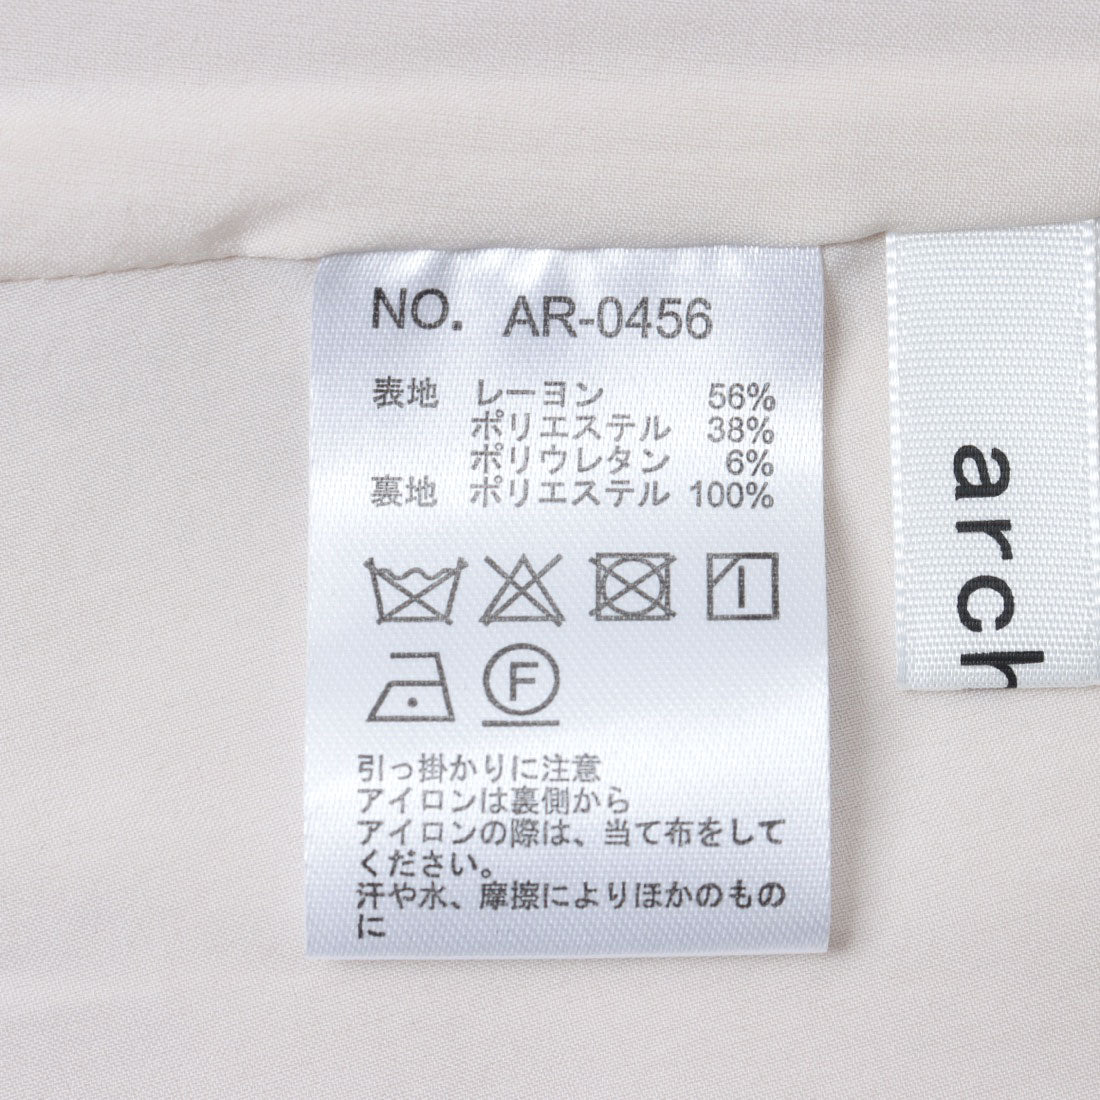 NO. AR-0456
表地 レーヨン 56%
ポリエステル 38%
ポリウレタン 6%
裏地 ポリエステル 100%
F
引っ掛かりに注意
アイロンは裏側から
アイロンの際は、当て布をして
ください。
汗や水、摩擦によりほかのもの
に
arch